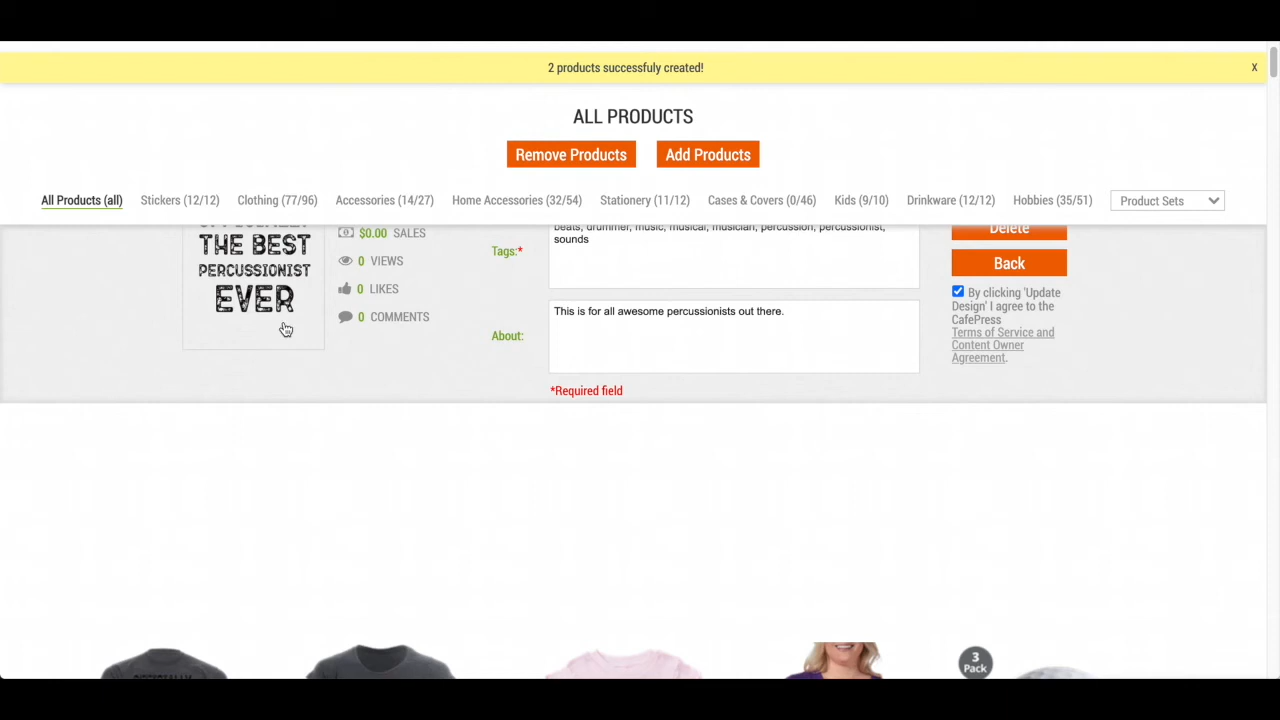 2 products successfuly created!
X
ALL PRODUCTS
Remove Products
Add Products
All Products (all)
Stickers (12/12)
Clothing (77/96)
Accessories (14/27)
Home Accessories (32/54)
Stationery (11/12)
Cases & Covers (0/46)
Kids (9/10)
Drinkware (12/12)
Hobbies (35/51)
Product Sets
THE BEST
PERCUSSIONIST
EVER
$0.00 SALES
0 VIEWS
0 LIKES
0 COMMENTS
Tags:*
beats, drummer, music, musical, musician, percussion, percussionist,
sounds
About:
This is for all awesome percussionists out there.
*Required field
Delete
Back
By clicking 'Update
Design' I agree to the
CafePress
Terms of Service and
Content Owner
Agreement.
3
Pack